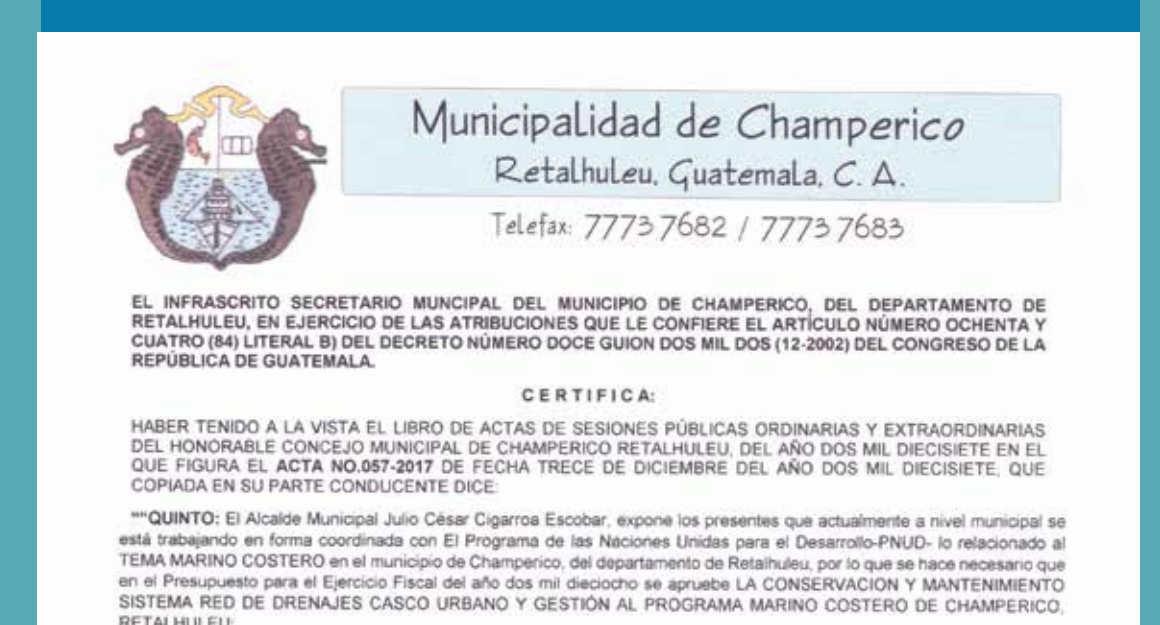 Municipalidad de Champerico
Retalhuleu, Guatemala, C. A.
Telefax: 7773 7682 / 7773 7683
EL INFRASCRITO SECRETARIO MUNCIPAL DEL MUNICIPIO DE CHAMPERICO, DEL DEPARTAMENTO DE
RETALHULEU, EN EJERCICIO DE LAS ATRIBUCIONES QUE LE CONFIERE EL ARTÍCULO NÚMERO OCHENTA Y
CUATRO (84) LITERAL B) DEL DECRETO NÚMERO DOCE GUION DOS MIL DOS (12-2002) DEL CONGRESO DE LA
REPÚBLICA DE GUATEMALA.
CERTIFICA:
HABER TENIDO A LA VISTA EL LIBRO DE ACTAS DE SESIONES PÚBLICAS ORDINARIAS Y EXTRAORDINARIAS
DEL HONORABLE CONCEJO MUNICIPAL DE CHAMPERICO RETALHULEU, DEL AÑO DOS MIL DIECISIETE EN EL
QUE FIGURA EL ACTA NO.057-2017 DE FECHA TRECE DE DICIEMBRE DEL AÑO DOS MIL DIECISIETE, QUE
COPIADA EN SU PARTE CONDUCENTE DICE:
""QUINTO: El Alcalde Municipal Julio César Cigarroa Escobar, expone los presentes que actualmente a nivel municipal se
está trabajando en forma coordinada con El Programa de las Naciones Unidas para el Desarrollo-PNUD- lo relacionado al
TEMA MARINO COSTERO en el municipio de Champerico, del departamento de Retalhuleu, por lo que se hace necesario que
en el Presupuesto para el Ejercicio Fiscal del año dos mil dieciocho se apruebe LA CONSERVACION Y MANTENIMIENTO
SISTEMA RED DE DRENAJES CASCO URBANO Y GESTIÓN AL PROGRAMA MARINO COSTERO DE CHAMPERICO,
RETALHULEU;